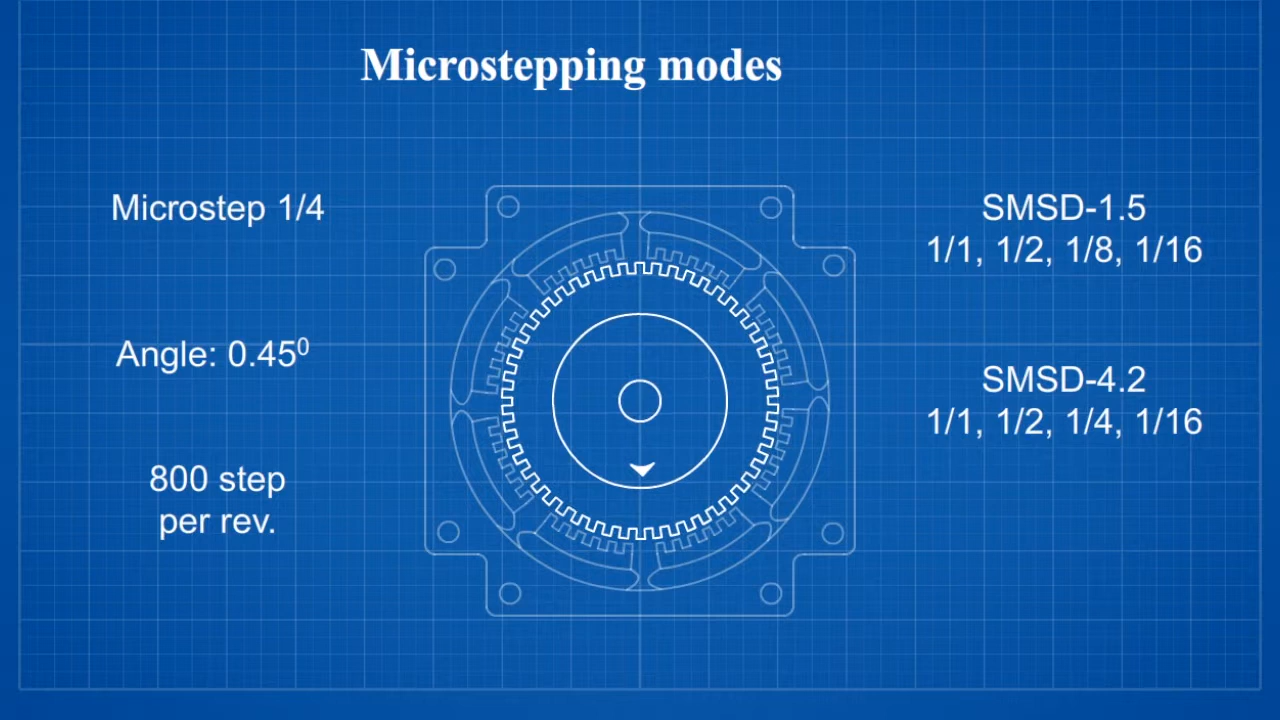 Microstepping modes
Microstep 1/4
Angle: 0.45⁰
800 step
per rev.
SMSD-1.5
1/1, 1/2, 1/8, 1/16
SMSD-4.2
1/1, 1/2, 1/4, 1/16